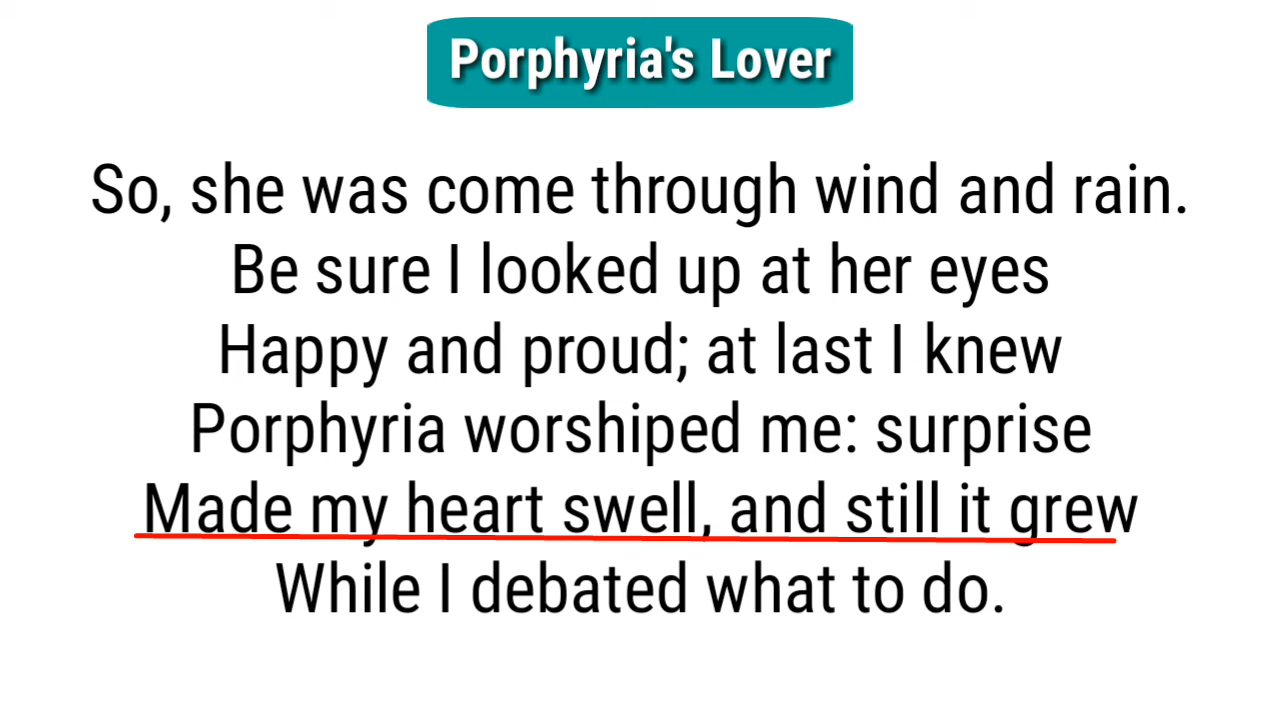 Porphyria's Lover
So, she was come through wind and rain.
Be sure I looked up at her eyes
Happy and proud; at last I knew
Porphyria worshiped me: surprise
Made my heart swell, and still it grew
While I debated what to do.